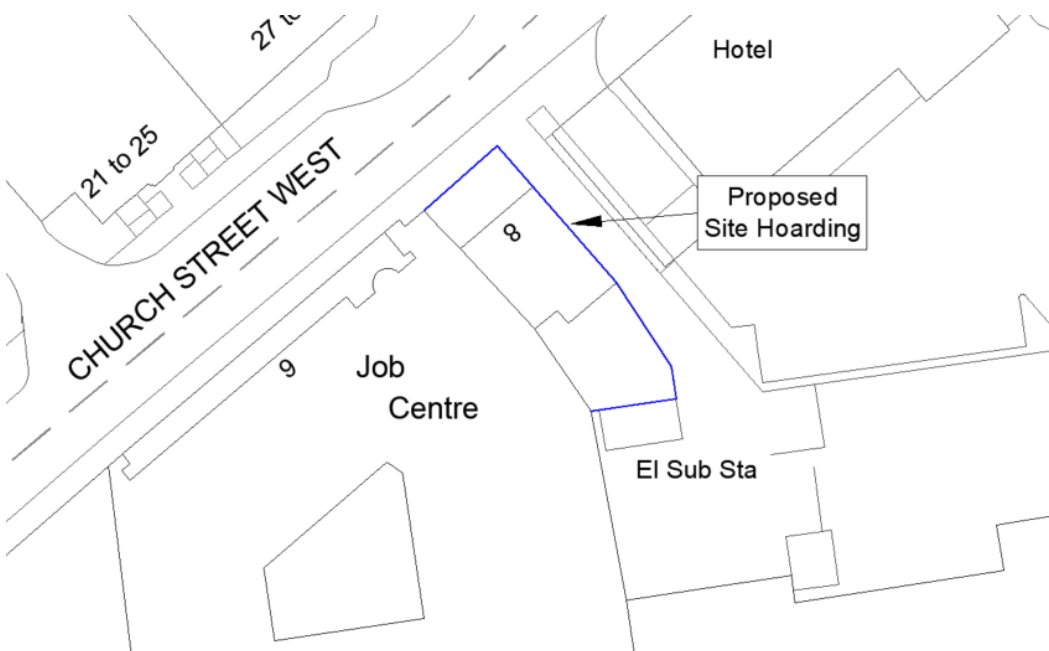 27 to
Hotel
21 to 25
Proposed
Site Hoarding
CHURCH STREET WEST
8
9
Job
Centre
El Sub Sta